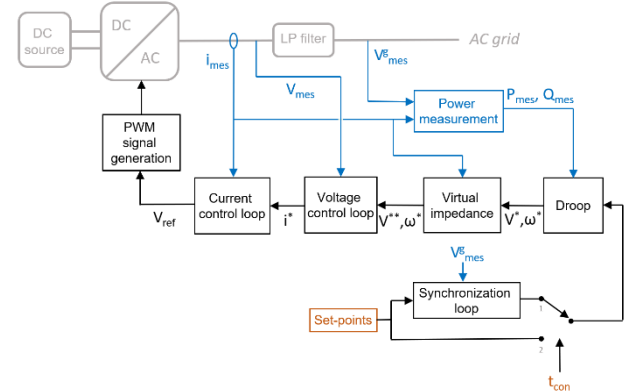 DC
source
DC
AC
LP filter
AC grid
i_mes
V_mes
V^g_mes
Power
measurement
P_mes, Q_mes
PWM
signal
generation
V_ref
Current
control loop
i*
Voltage
control loop
V**,ω*
Virtual
impedance
V*,ω*
Droop
V^g_mes
Synchronization
loop
Set-points
1
2
t_con